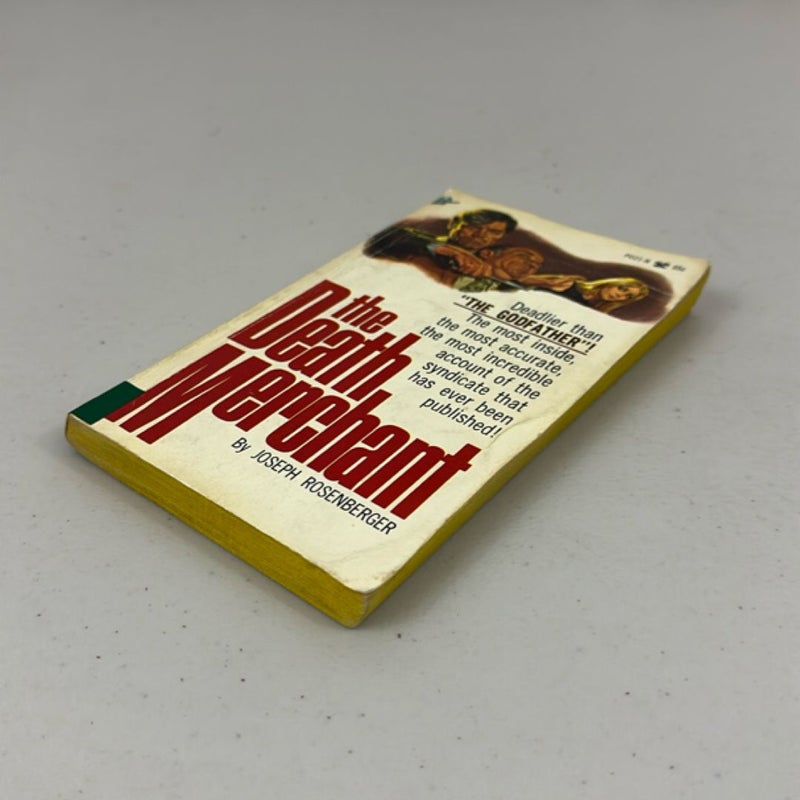 Deadlier than
"THE GODFATHER"!
The most inside,
the most accurate,
the most incredible
account of the
syndicate that
has ever been
published!
the
Death
Merchant
By JOSEPH ROSENBERGER